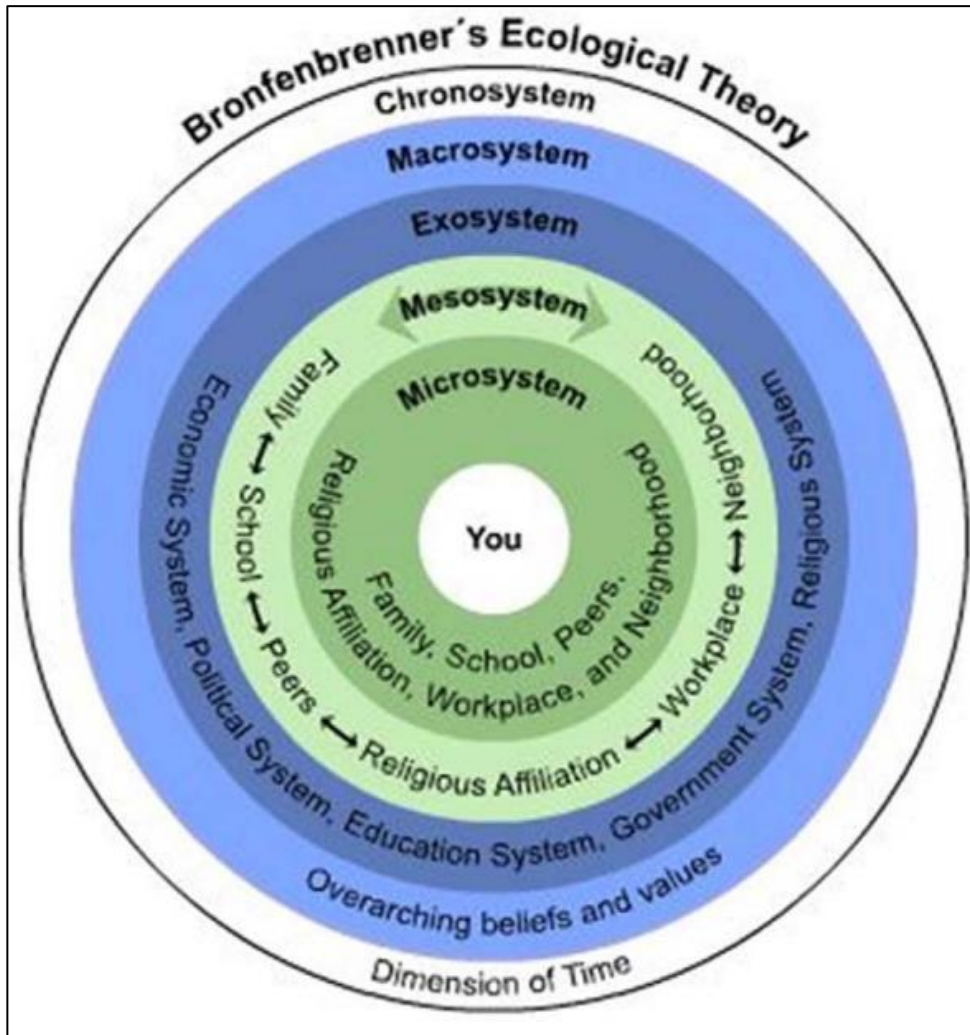 Bronfenbrenner´s Ecological Theory
Chronosystem
Macrosystem
Exosystem
Mesosystem
Microsystem
You
Family, School, Peers,
Religious Affiliation, Workplace, and Neighborhood
Family ↔ School ↔ Peers ↔ Religious Affiliation ↔ Workplace ↔ Neighborhood
Economic System, Political System, Education System, Government System, Religious System
Overarching beliefs and values
Dimension of Time